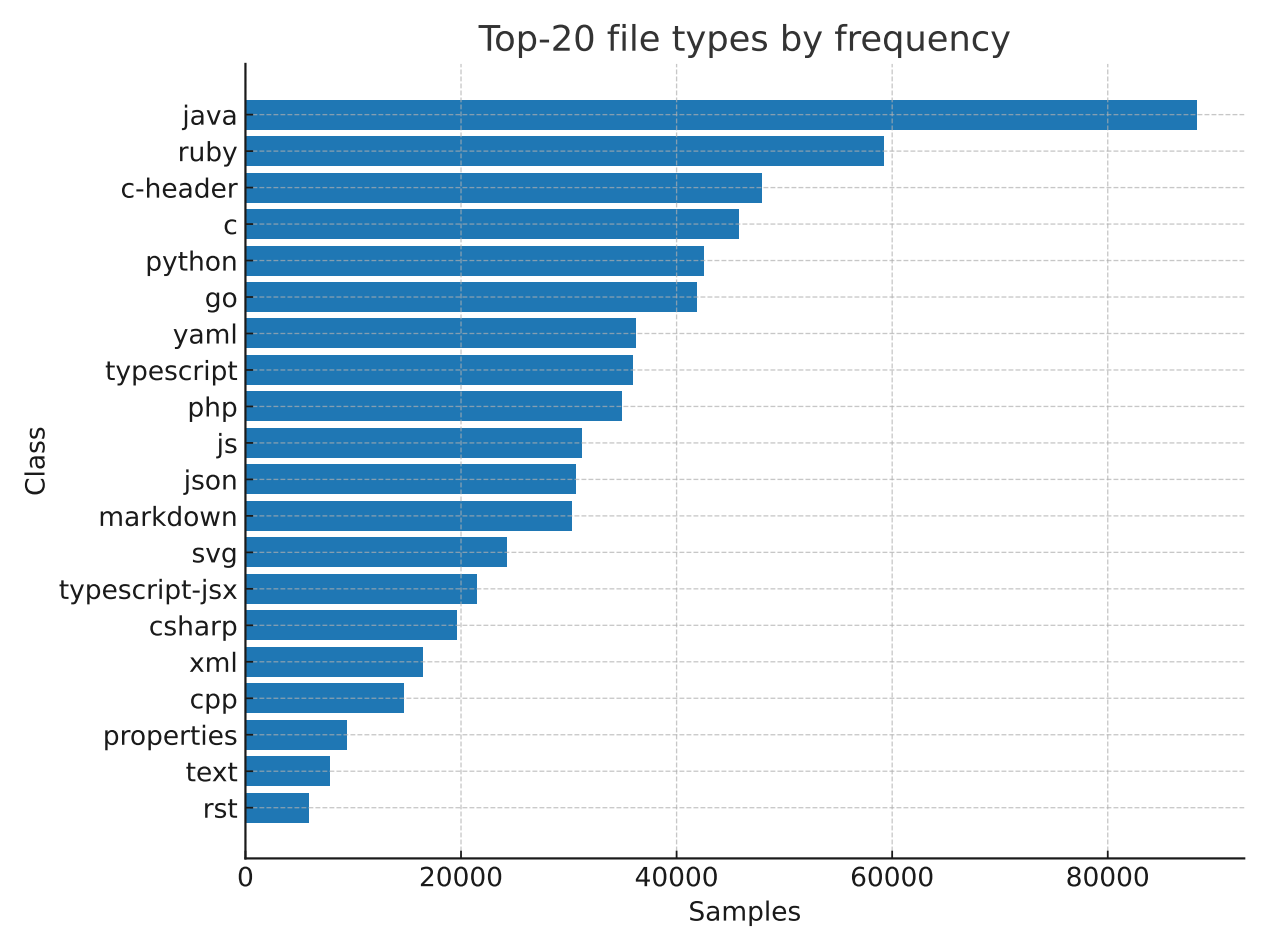 Top-20 file types by frequency
java
ruby
c-header
c
python
go
yaml
typescript
php
js
json
markdown
svg
typescript-jsx
csharp
xml
cpp
properties
text
rst
Class
0 20000 40000 60000 80000
Samples